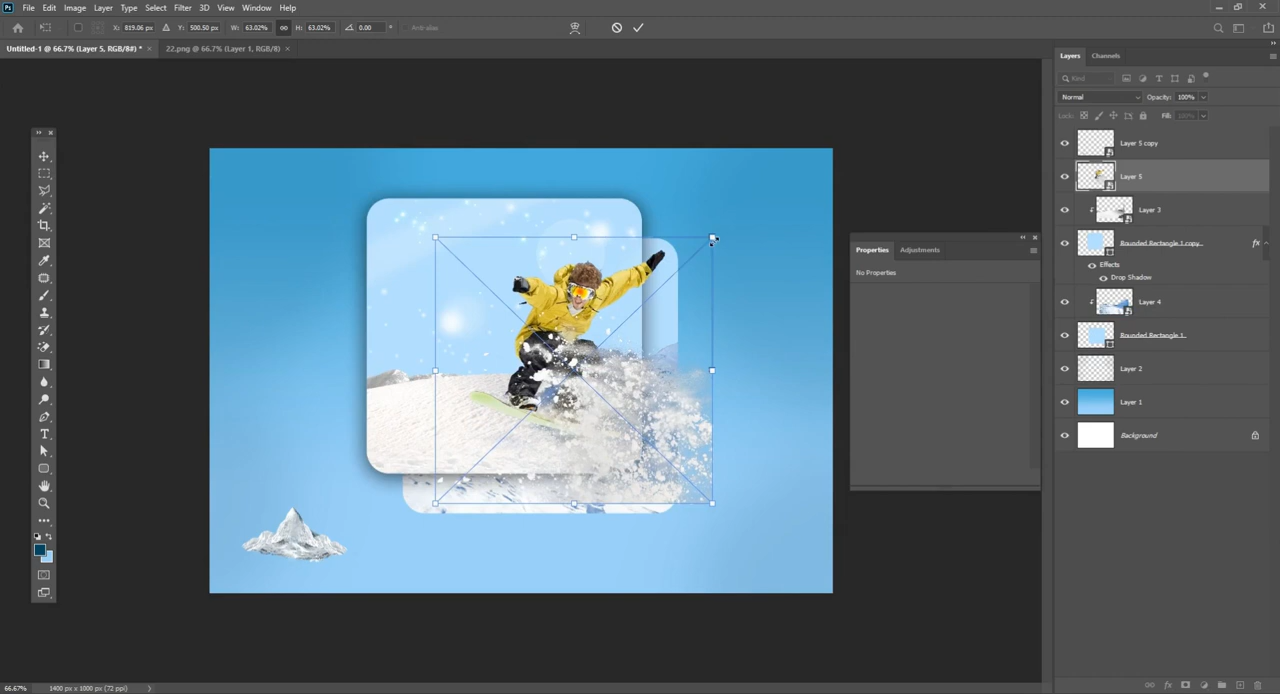 Ps File Edit Image Layer Type Select Filter 3D View Window Help
X: 819.06 px Y: 500.50 px W: 63.02% H: 63.02% 0.00 ° Anti-alias
Untitled-1 @ 66.7% (Layer 5, RGB/8#) * × 22.png @ 66.7% (Layer 1, RGB/8) ×
Layers Channels
Kind
Normal Opacity: 100%
Lock: Fill: 100%
Layer 5 copy
Layer 5
Layer 3
Rounded Rectangle 1 copy... fx
Effects
Drop Shadow
Layer 4
Rounded Rectangle 1
Layer 2
Layer 1
Background
Properties Adjustments
No Properties
66.67% 1400 px x 1000 px (72 ppi)